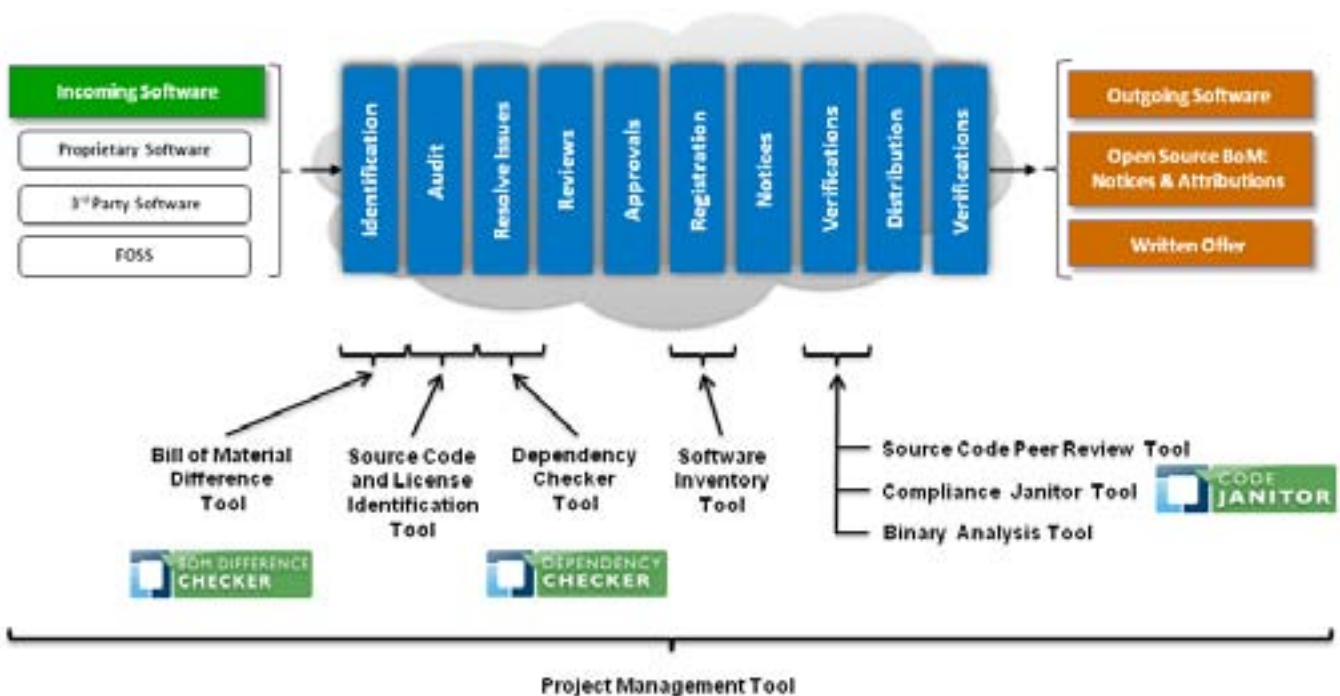 Incoming Software
Proprietary Software
3rd Party Software
FOSS
Identification
Audit
Resolve Issues
Reviews
Approvals
Registration
Notices
Verifications
Distribution
Verifications
Outgoing Software
Open Source BoM:
Notices & Attributions
Written Offer
Bill of Material
Difference
Tool
BOM DIFFERENCE
CHECKER
Source Code
and License
Identification
Tool
Dependency
Checker
Tool
DEPENDENCY
CHECKER
Software
Inventory
Tool
Source Code Peer Review Tool
Compliance Janitor Tool
Binary Analysis Tool
CODE
JANITOR
Project Management Tool